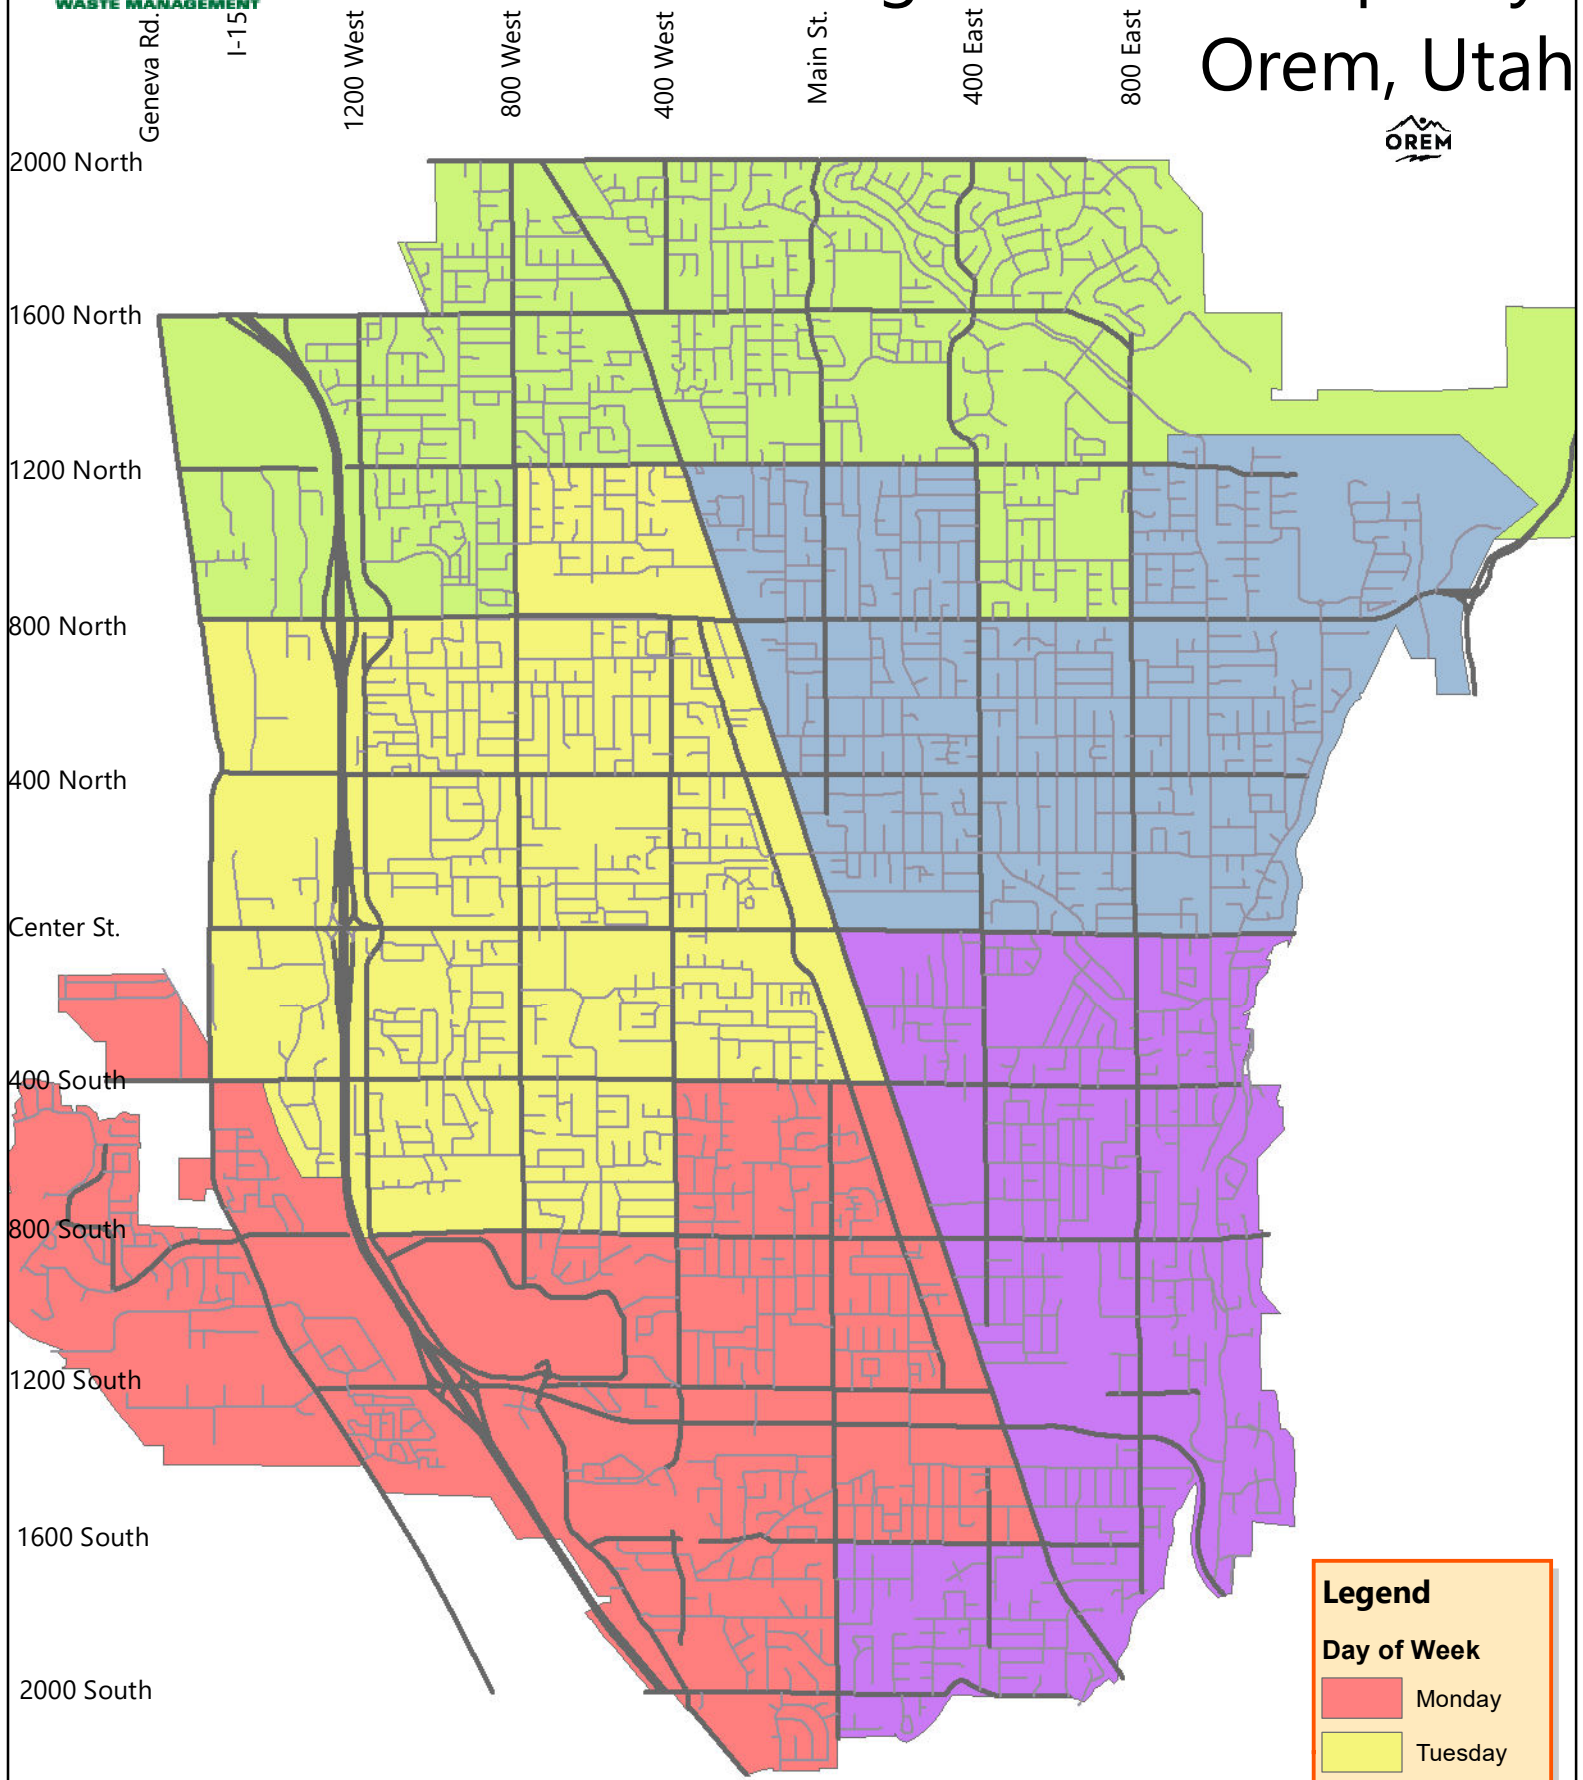 WASTE MANAGEMENT
Orem, Utah
OREM
Geneva Rd.
I-15
1200 West
800 West
400 West
Main St.
400 East
800 East
2000 North
1600 North
1200 North
800 North
400 North
Center St.
400 South
800 South
1200 South
1600 South
2000 South
Legend
Day of Week
Monday
Tuesday